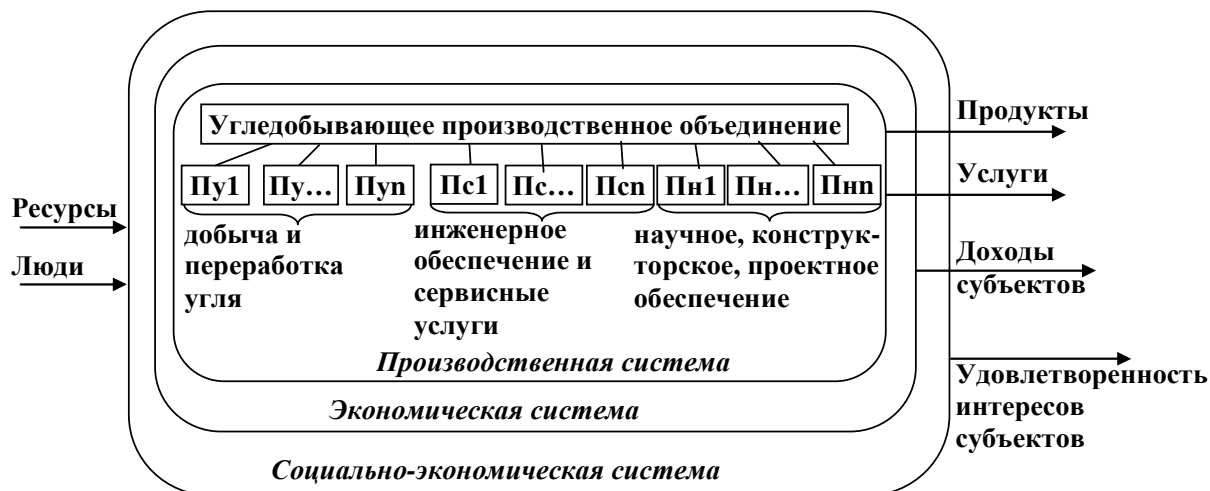 Угледобывающее производственное объединение
Пу1 Пу... Пуn Пс1 Пс... Псn Пн1 Пн... Пнn
добыча и
переработка
угля
инженерное
обеспечение и
сервисные
услуги
научное, конструк-
торское, проектное
обеспечение
Производственная система
Экономическая система
Социально-экономическая система
Ресурсы
Люди
Продукты
Услуги
Доходы
субъектов
Удовлетворенность
интересов
субъектов